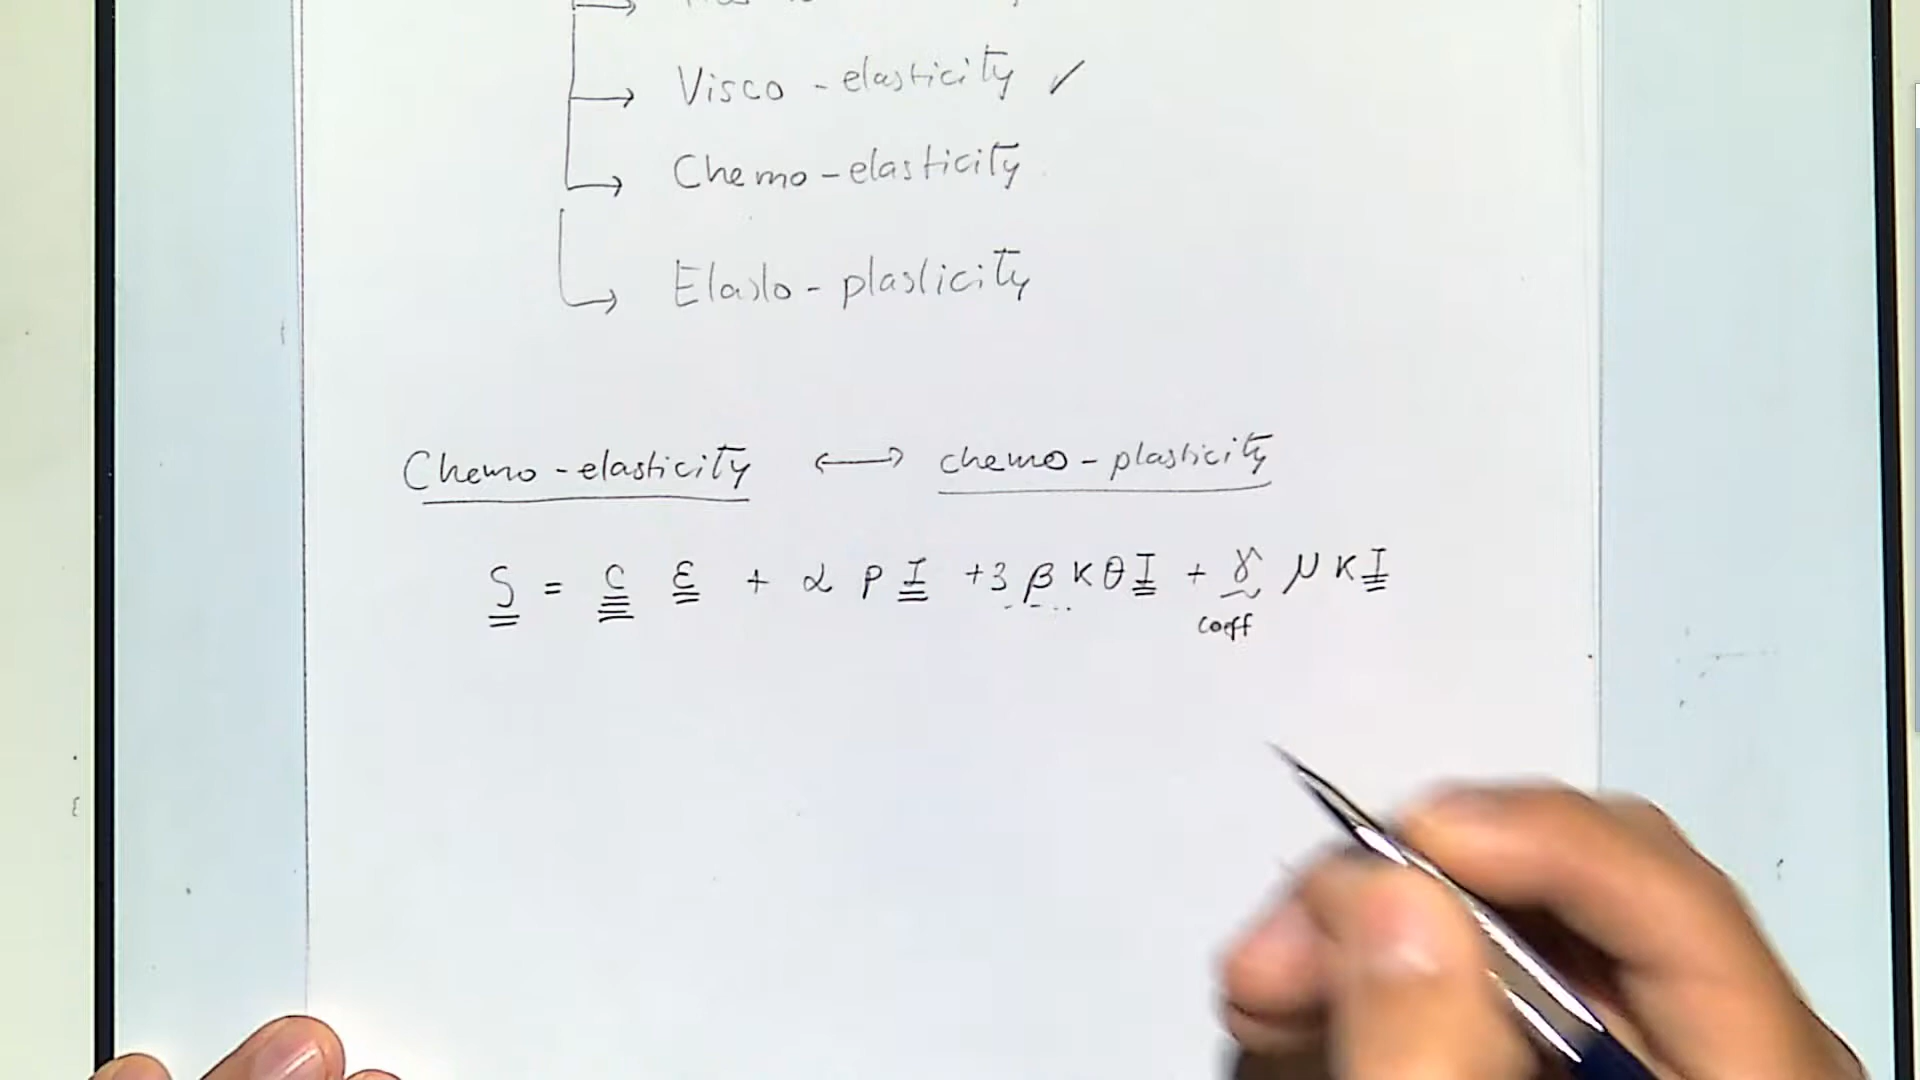 → Visco - elasticity ✓
→ Chemo - elasticity
→ Elasto - plasticity
Chemo - elasticity ⟷ chemo - plasticity
S = C ε + α p I + 3 β K θ I + γ μ K I
coeff